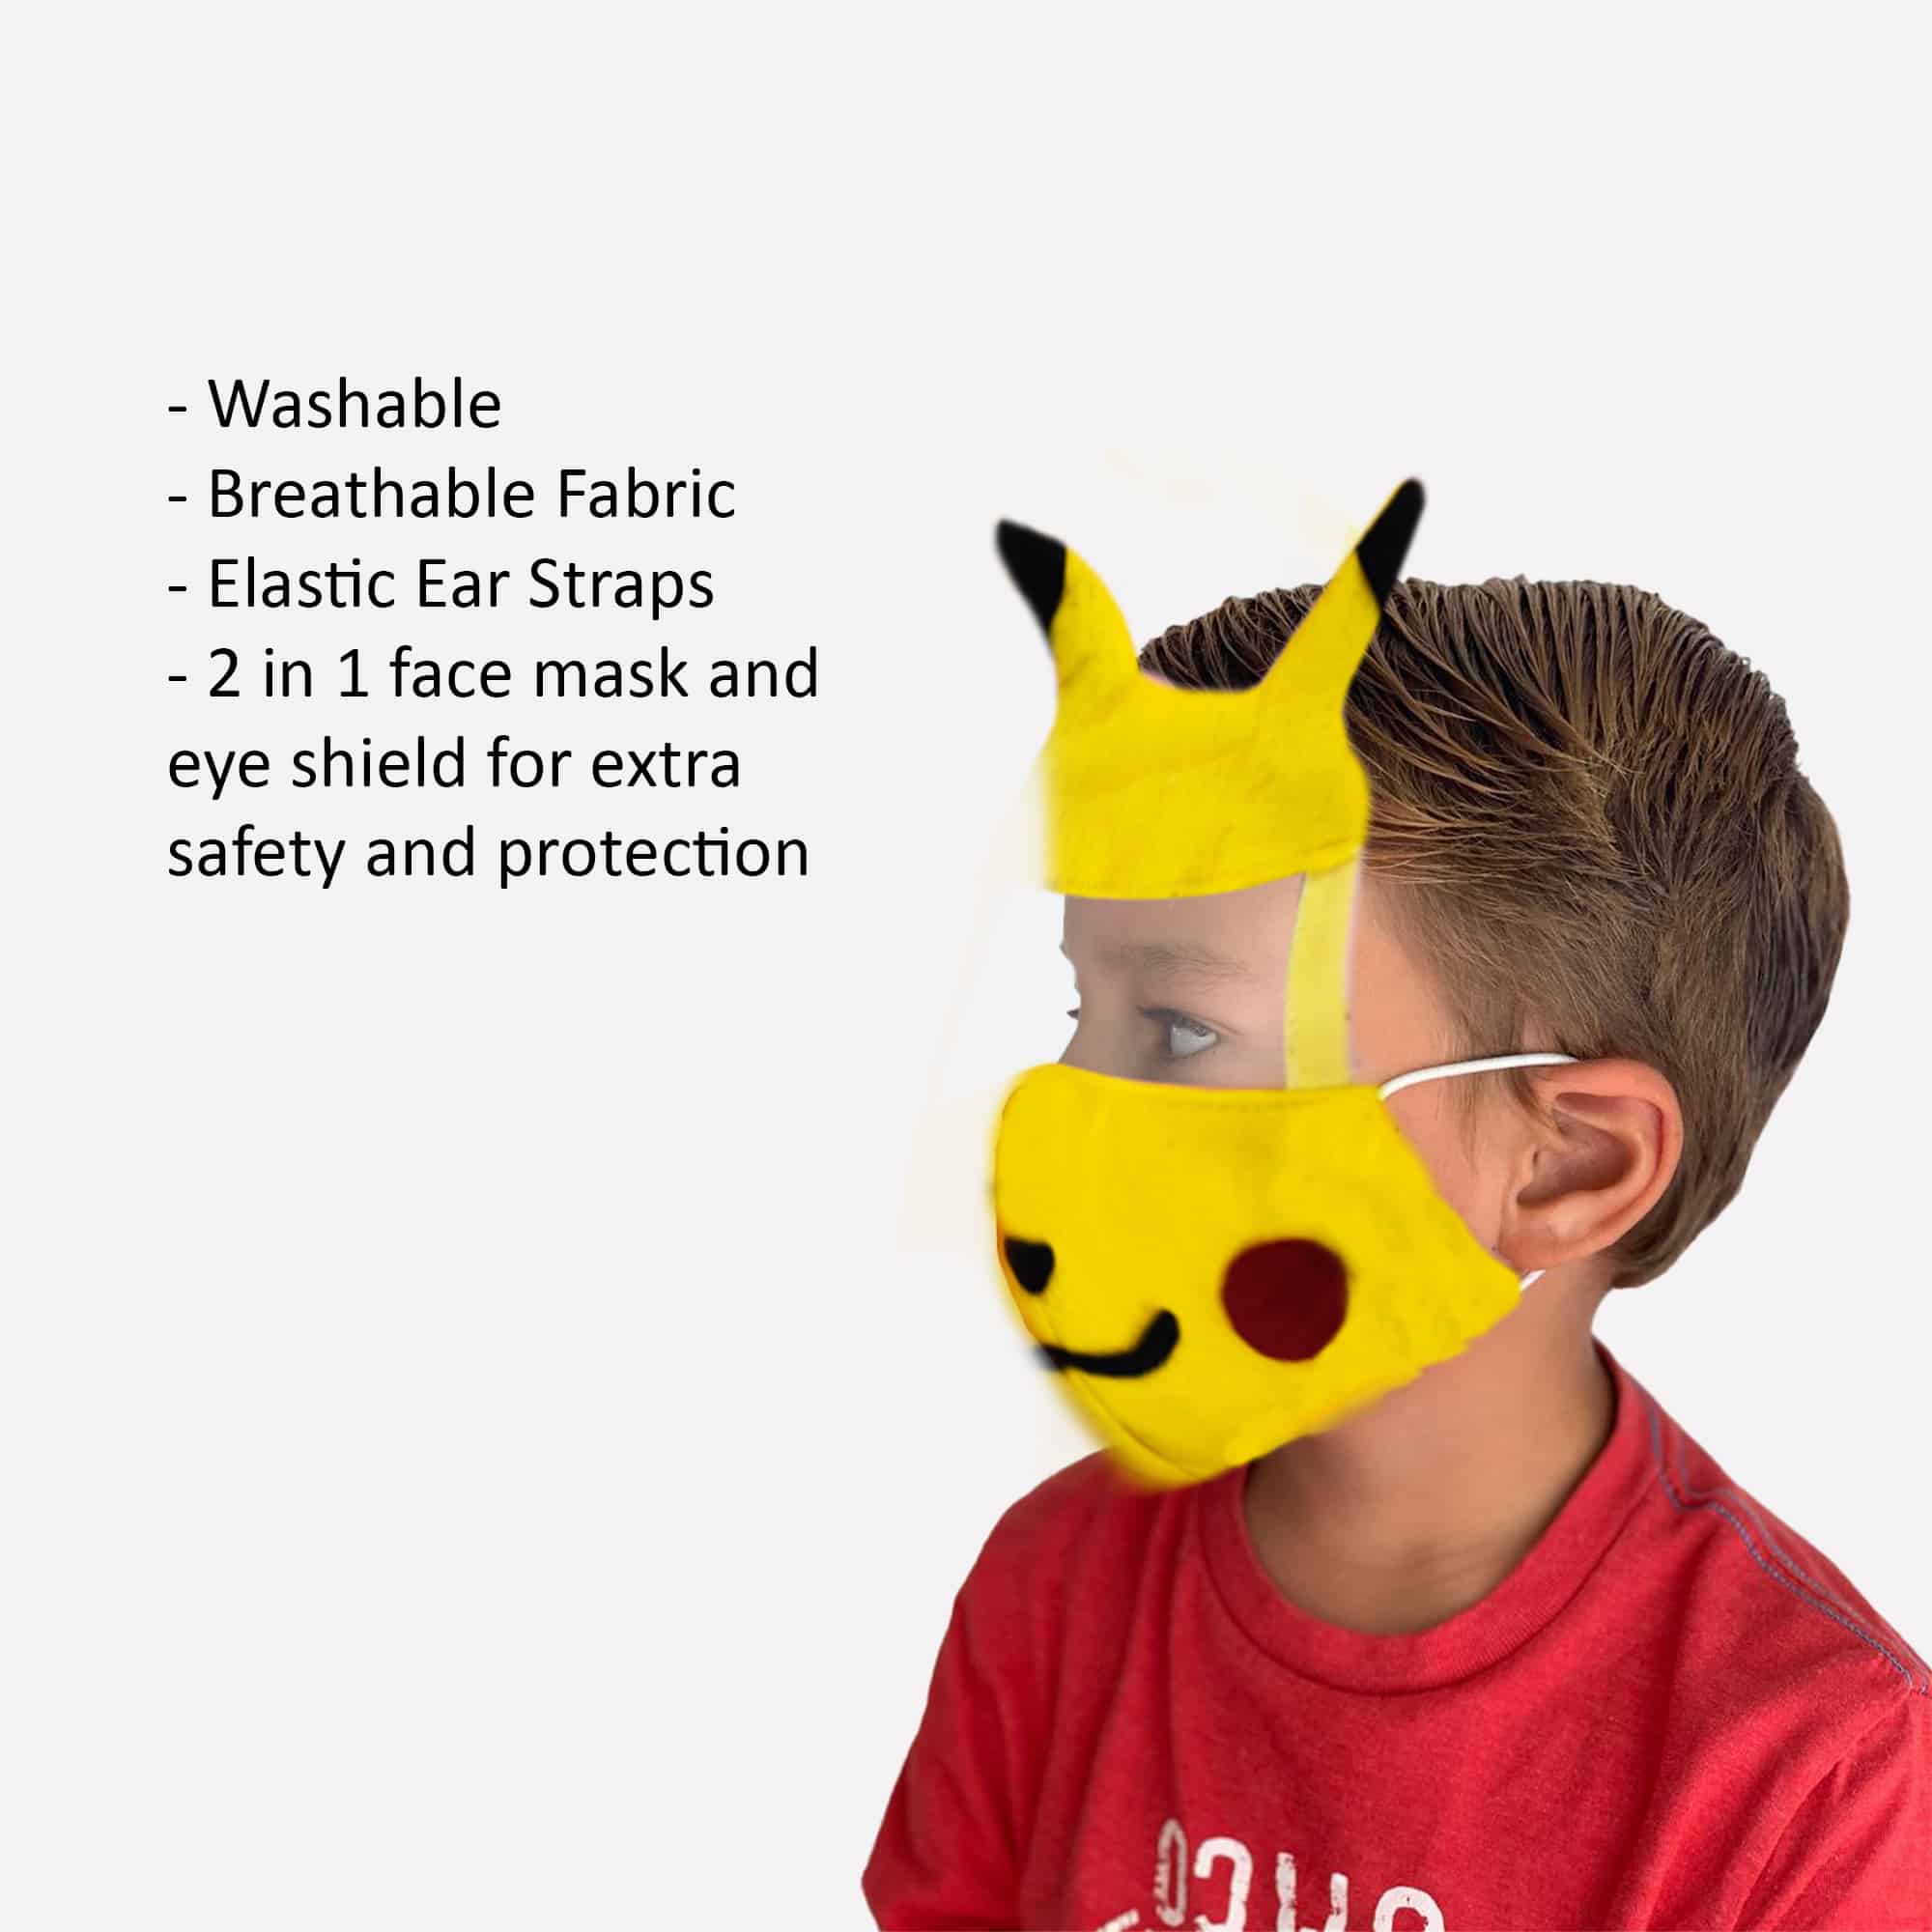 - Washable
- Breathable Fabric
- Elastic Ear Straps
- 2 in 1 face mask and
eye shield for extra
safety and protection